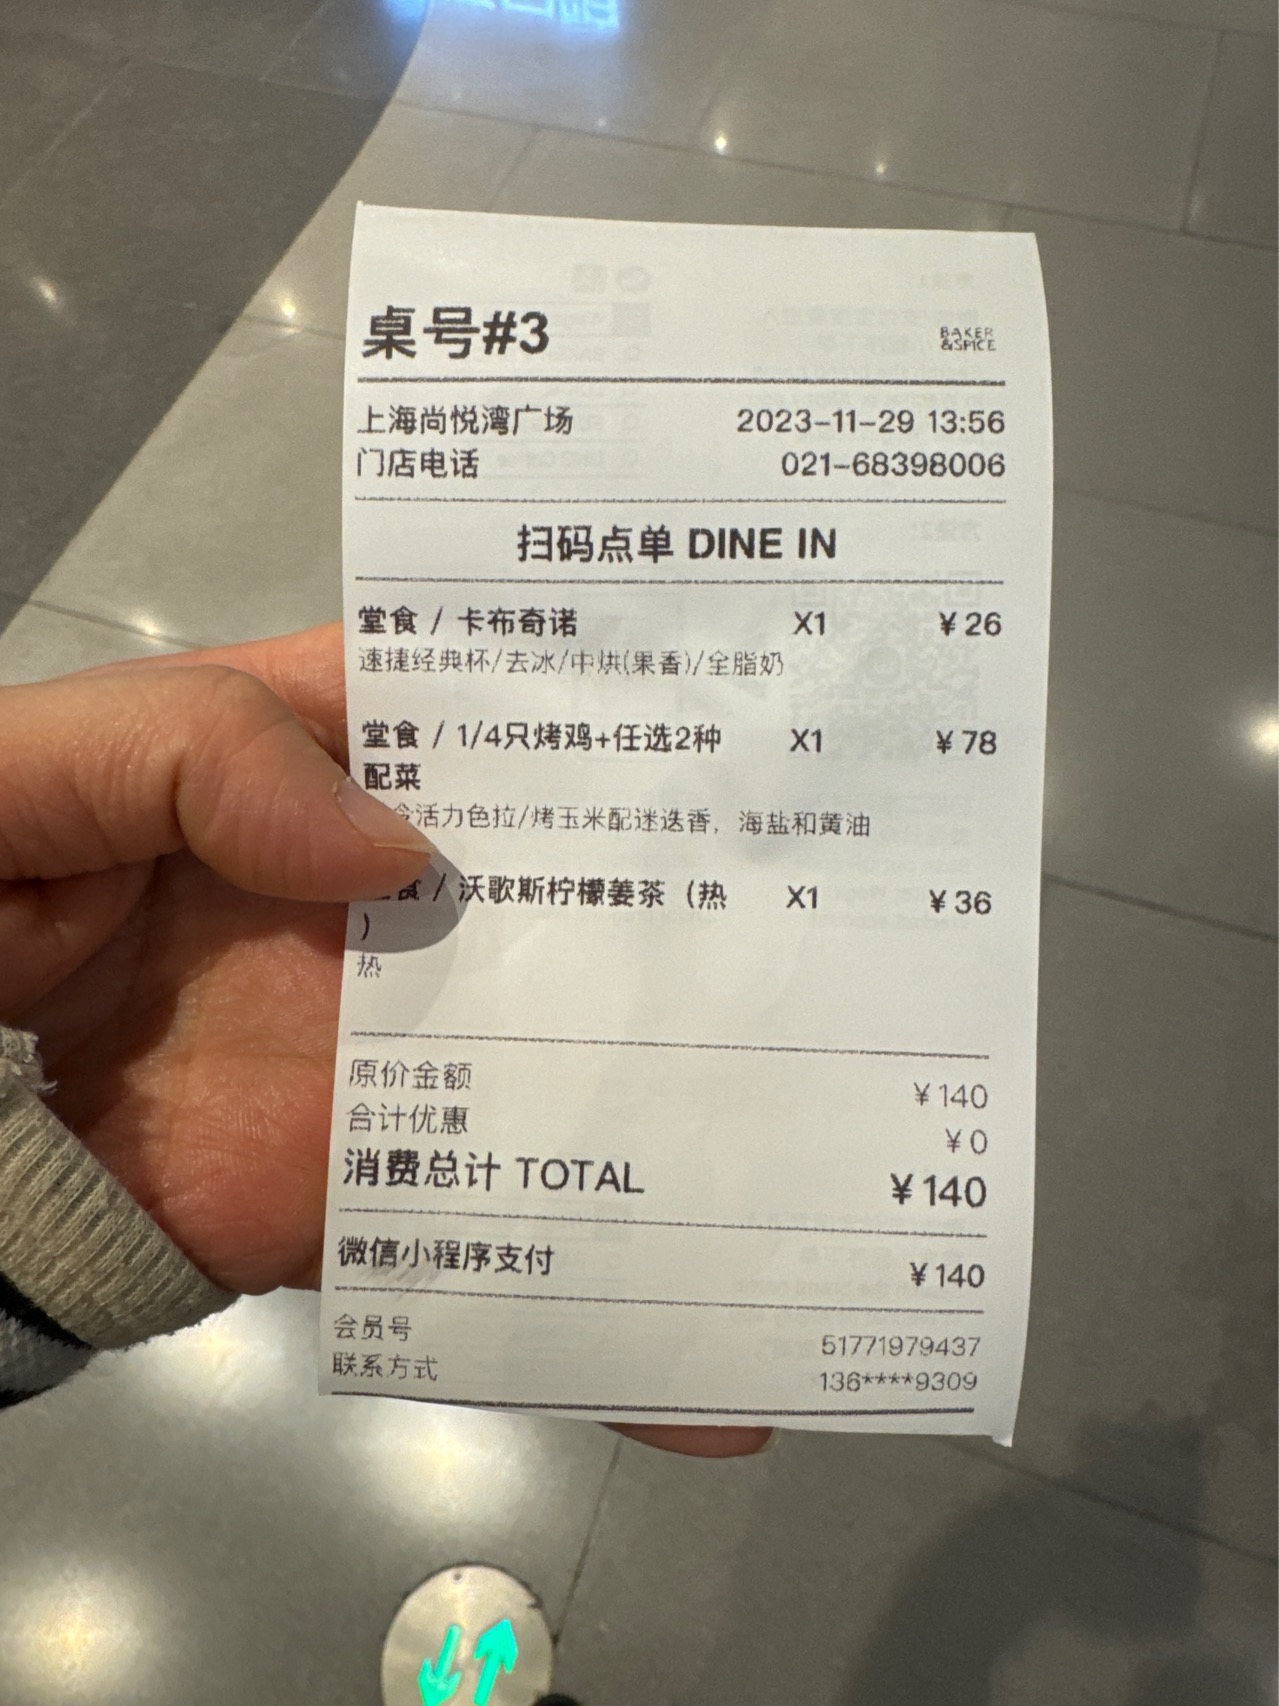 桌号#3
BAKER
&SPICE
上海尚悦湾广场 2023-11-29 13:56
门店电话 021-68398006
扫码点单 DINE IN
堂食 / 卡布奇诺 X1 ¥26
速捷经典杯/去冰/中烘(果香)/全脂奶
堂食 / 1/4只烤鸡+任选2种 X1 ¥78
配菜
活力色拉/烤玉米配迷迭香，海盐和黄油
食 / 沃歌斯柠檬姜茶（热 X1 ¥36
）
热
原价金额 ¥140
合计优惠 ¥0
消费总计 TOTAL ¥140
微信小程序支付 ¥140
会员号 51771979437
联系方式 136****9309